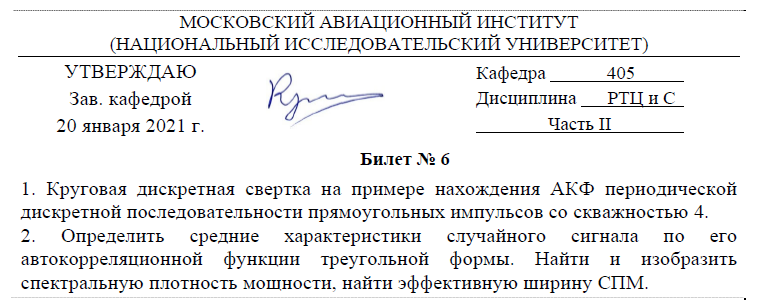 МОСКОВСКИЙ АВИАЦИОННЫЙ ИНСТИТУТ
(НАЦИОНАЛЬНЫЙ ИССЛЕДОВАТЕЛЬСКИЙ УНИВЕРСИТЕТ)
УТВЕРЖДАЮ
Зав. кафедрой
20 января 2021 г.
Кафедра 405
Дисциплина РТЦ и С
Часть II
Билет № 6
1. Круговая дискретная свертка на примере нахождения АКФ периодической
дискретной последовательности прямоугольных импульсов со скважностью 4.
2. Определить средние характеристики случайного сигнала по его
автокорреляционной функции треугольной формы. Найти и изобразить
спектральную плотность мощности, найти эффективную ширину СПМ.